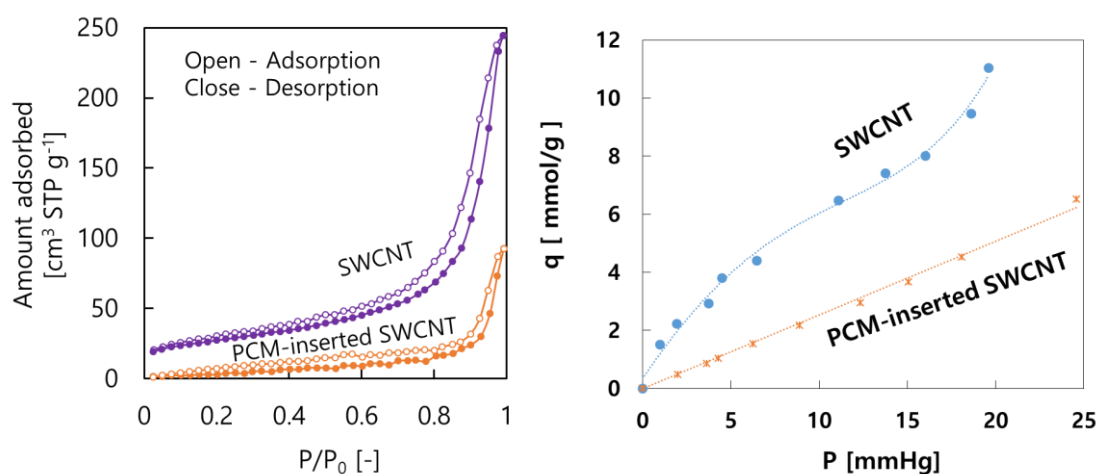 250
200
150
100
50
0
Amount adsorbed
[cm³ STP g⁻¹]
Open - Adsorption
Close - Desorption
SWCNT
PCM-inserted SWCNT
0 0.2 0.4 0.6 0.8 1
P/P₀ [-]
12
10
8
6
4
2
0
q [ mmol/g ]
SWCNT
PCM-inserted SWCNT
0 5 10 15 20 25
P [mmHg]